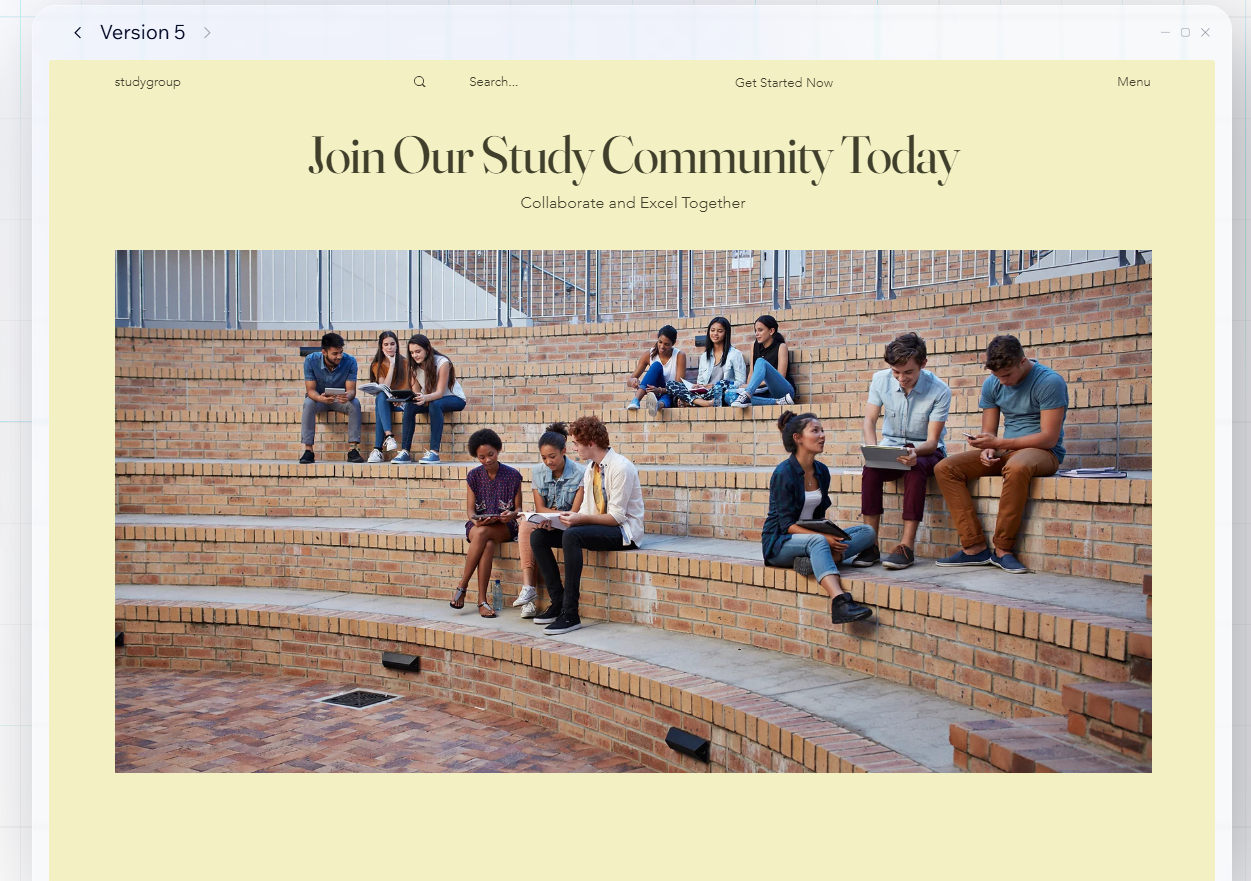 Version 5
studygroup
Search...
Get Started Now
Menu
Join Our Study Community Today
Collaborate and Excel Together